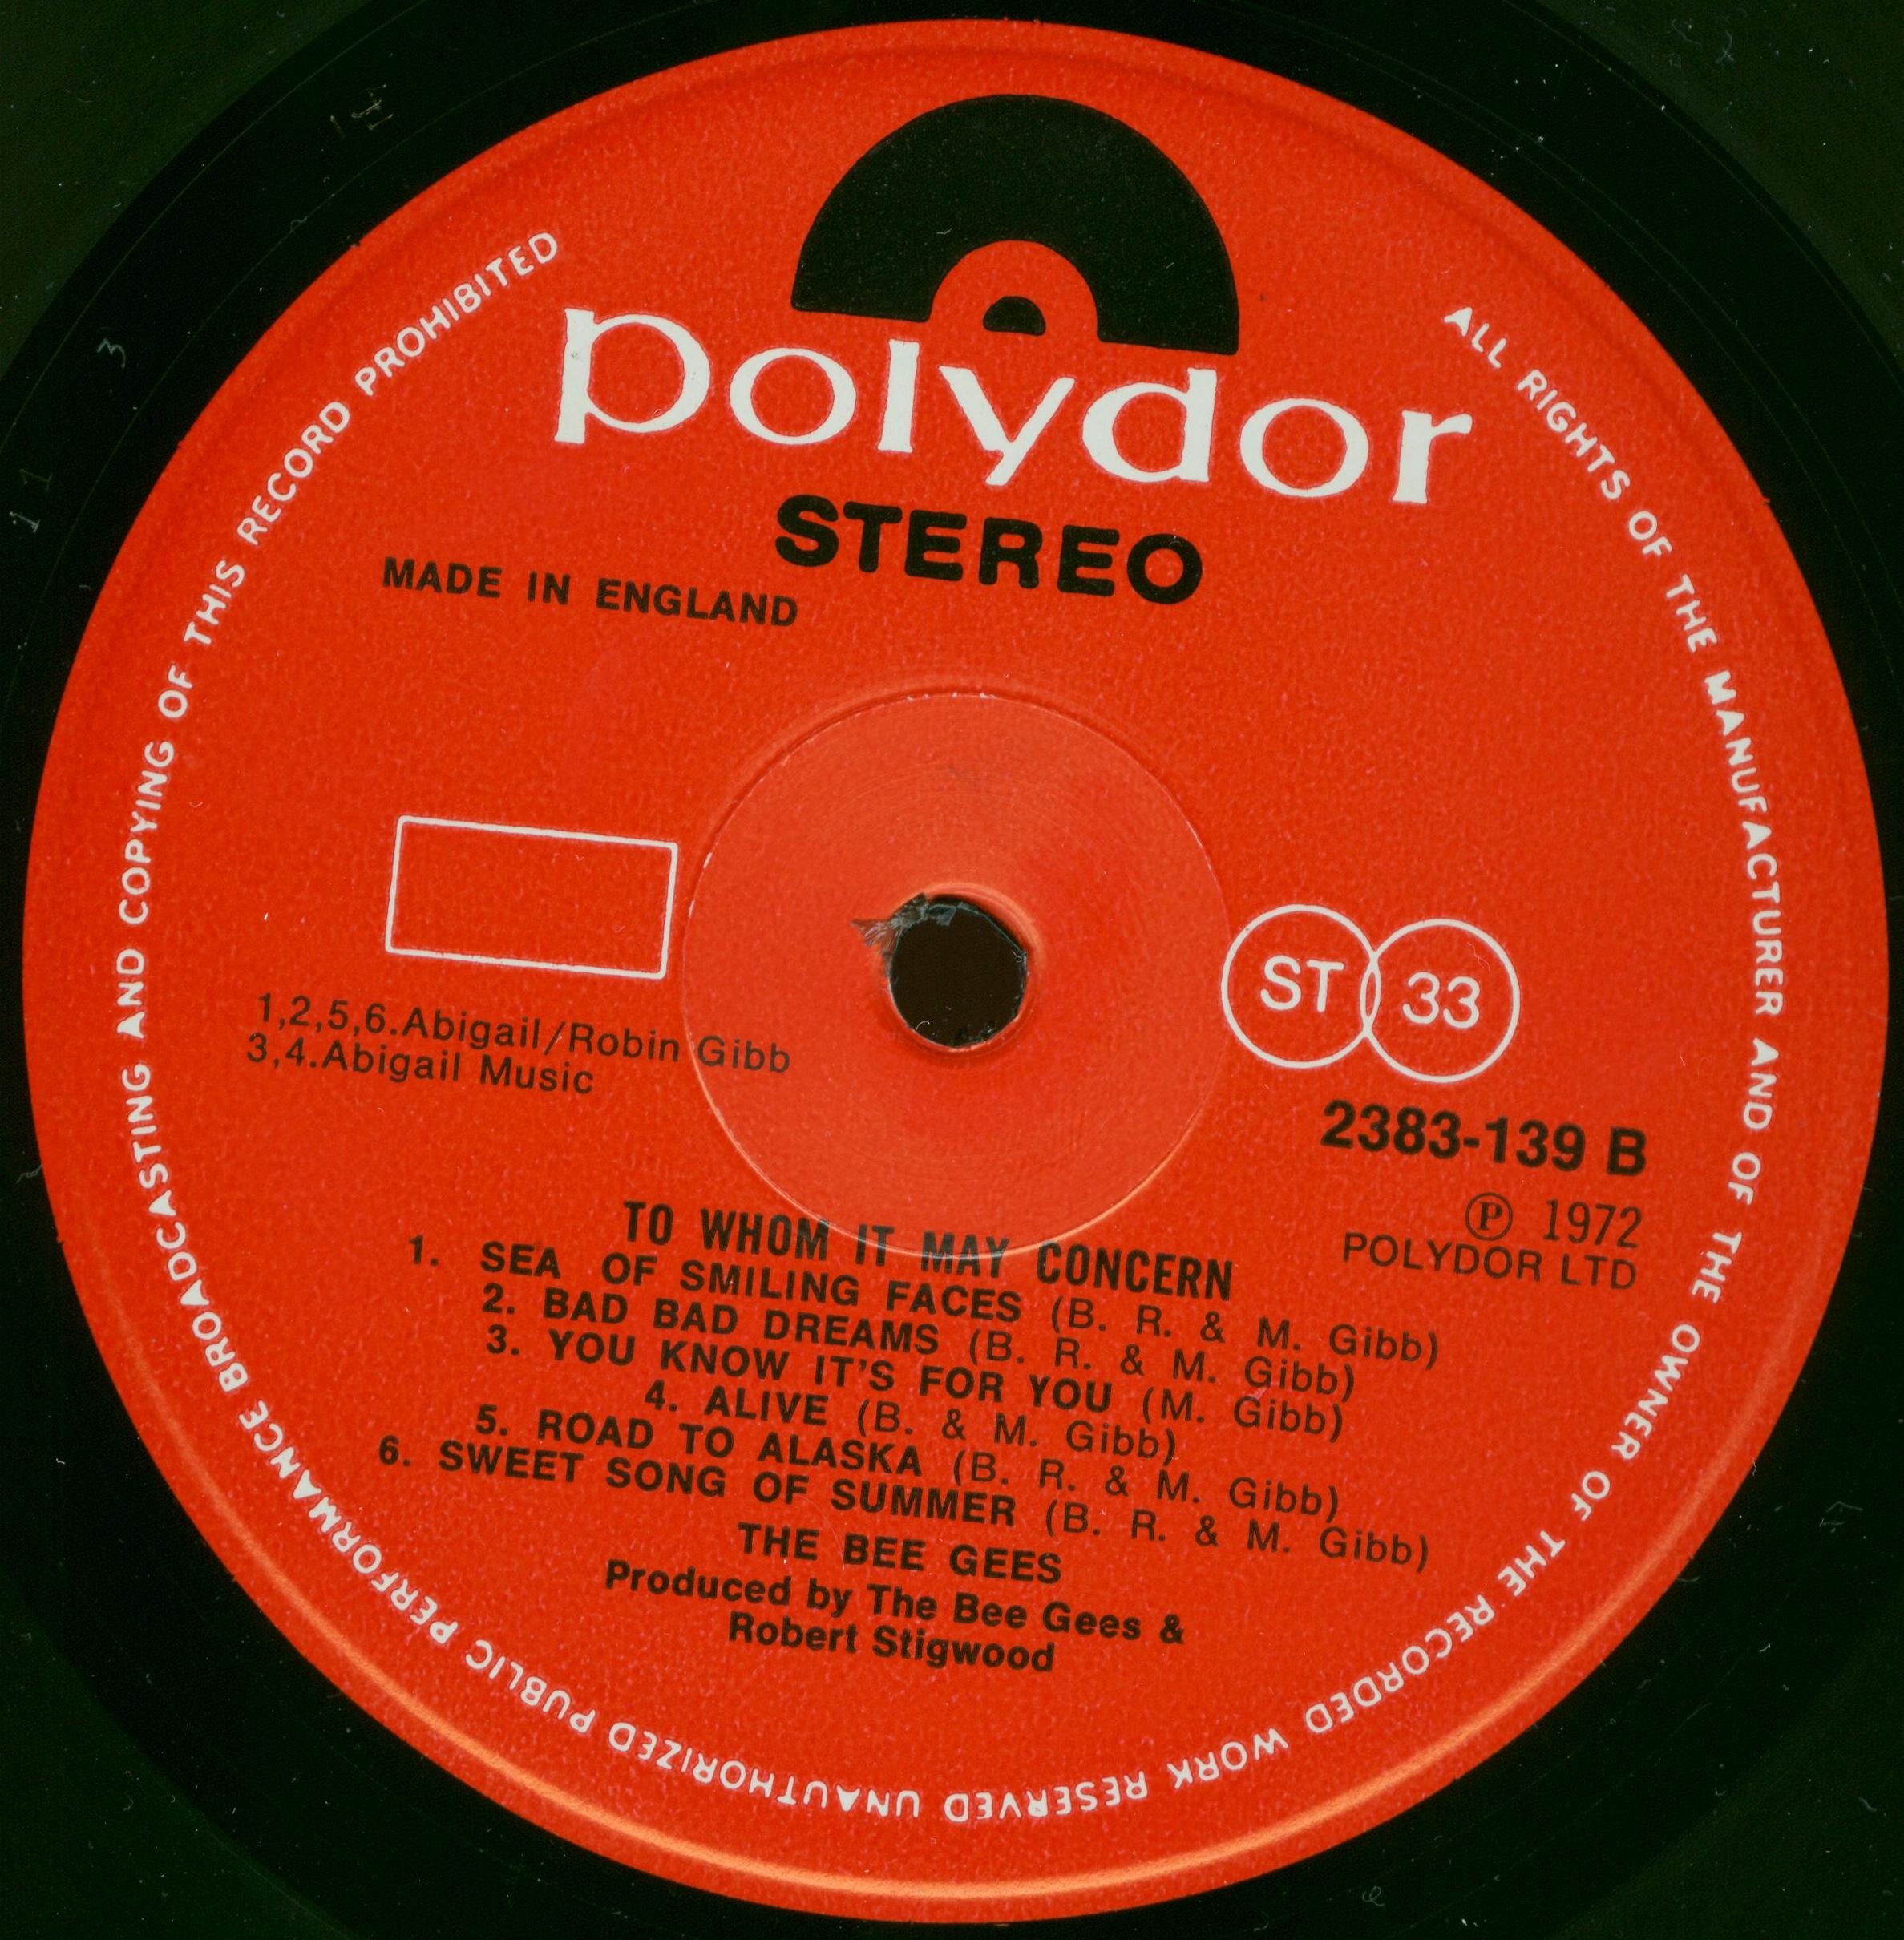 polydor
STEREO
MADE IN ENGLAND
ST 33
1,2,5,6.Abigail/Robin Gibb
3,4.Abigail Music
2383-139 B
℗ 1972
POLYDOR LTD
TO WHOM IT MAY CONCERN
1. SEA OF SMILING FACES (B. R. & M. Gibb)
2. BAD BAD DREAMS (B. R. & M. Gibb)
3. YOU KNOW IT'S FOR YOU (M. Gibb)
4. ALIVE (B. & M. Gibb)
5. ROAD TO ALASKA (B. R. & M. Gibb)
6. SWEET SONG OF SUMMER (B. R. & M. Gibb)
THE BEE GEES
Produced by The Bee Gees &
Robert Stigwood
ALL RIGHTS OF THE MANUFACTURER AND OF THE OWNER OF THE RECORDED WORK RESERVED UNAUTHORIZED PUBLIC PERFORMANCE BROADCASTING AND COPYING OF THIS RECORD PROHIBITED